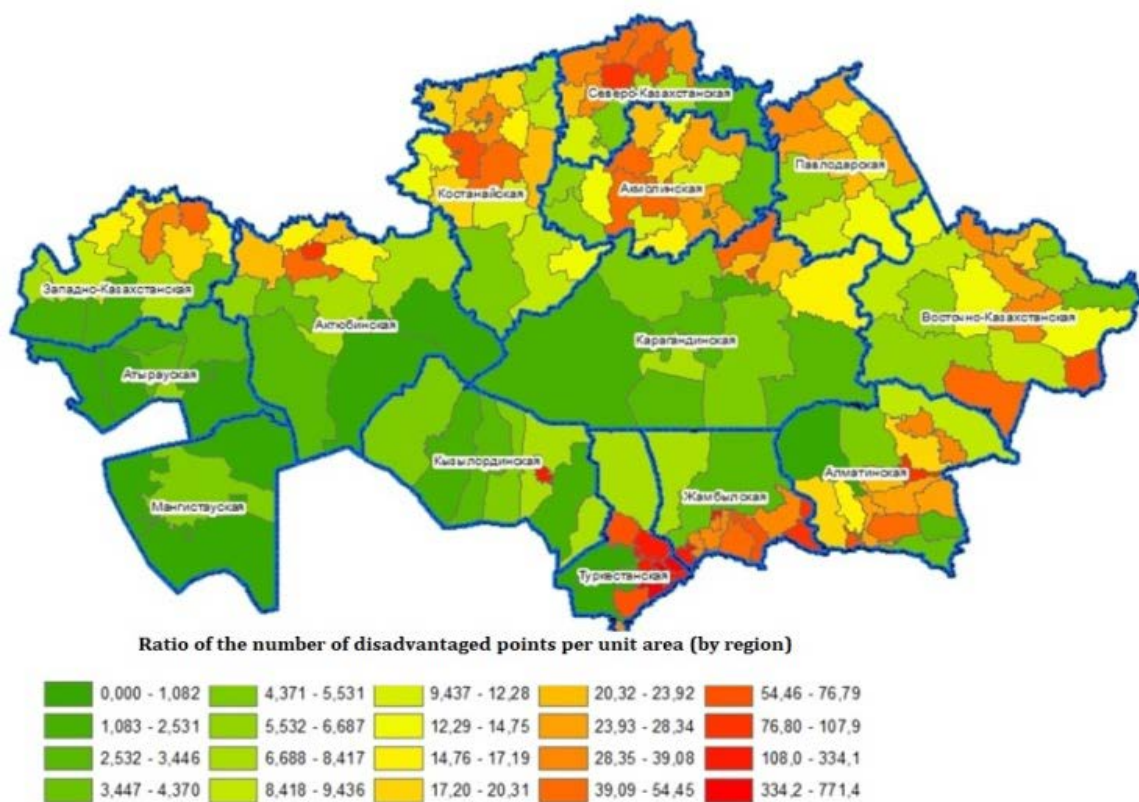 Северо-Казахстанская
Павлодарская
Костанайская
Акмолинская
Западно-Казахстанская
Актюбинская
Восточно-Казахстанская
Карагандинская
Атырауская
Кызылординская
Алматинская
Жамбылская
Мангистауская
Туркестанская
Ratio of the number of disadvantaged points per unit area (by region)
0,000 - 1,082 4,371 - 5,531 9,437 - 12,28 20,32 - 23,92 54,46 - 76,79
1,083 - 2,531 5,532 - 6,687 12,29 - 14,75 23,93 - 28,34 76,80 - 107,9
2,532 - 3,446 6,688 - 8,417 14,76 - 17,19 28,35 - 39,08 108,0 - 334,1
3,447 - 4,370 8,418 - 9,436 17,20 - 20,31 39,09 - 54,45 334,2 - 771,4